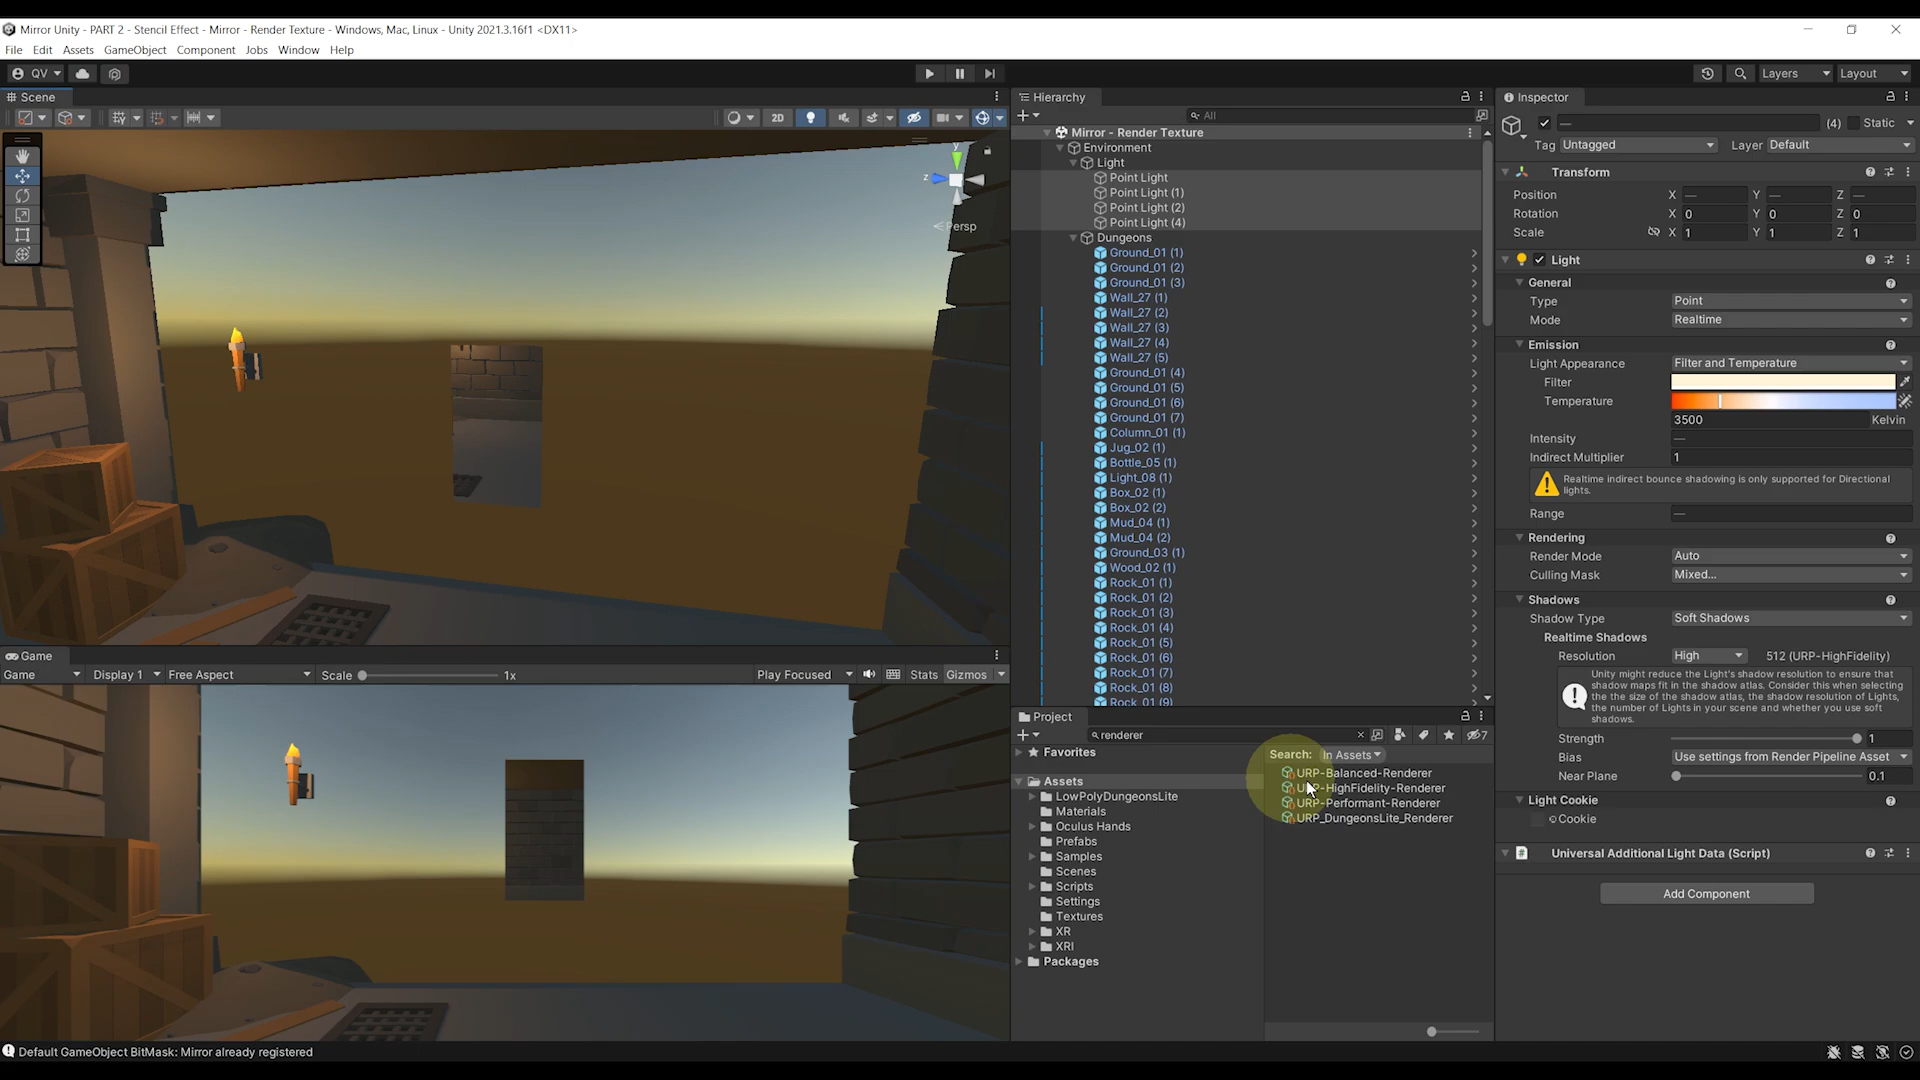 Mirror Unity - PART 2 - Stencil Effect - Mirror - Render Texture - Windows, Mac, Linux - Unity 2021.3.16f1 <DX11>
File Edit Assets GameObject Component Jobs Window Help
QV Layers Layout
Scene
2D
y
z
Persp
Game
Game Display 1 Free Aspect Scale 1x Play Focused Stats Gizmos
Default GameObject BitMask: Mirror already registered
Hierarchy
All
Mirror - Render Texture
Environment
Light
Point Light
Point Light (1)
Point Light (2)
Point Light (4)
Dungeons
Ground_01 (1)
Ground_01 (2)
Ground_01 (3)
Wall_27 (1)
Wall_27 (2)
Wall_27 (3)
Wall_27 (4)
Wall_27 (5)
Ground_01 (4)
Ground_01 (5)
Ground_01 (6)
Ground_01 (7)
Column_01 (1)
Jug_02 (1)
Bottle_05 (1)
Light_08 (1)
Box_02 (1)
Box_02 (2)
Mud_04 (1)
Mud_04 (2)
Ground_03 (1)
Wood_02 (1)
Rock_01 (1)
Rock_01 (2)
Rock_01 (3)
Rock_01 (4)
Rock_01 (5)
Rock_01 (6)
Rock_01 (7)
Rock_01 (8)
Rock_01 (9)
Project
renderer
7
Favorites
Assets
LowPolyDungeonsLite
Materials
Oculus Hands
Prefabs
Samples
Scenes
Scripts
Settings
Textures
XR
XRI
Packages
Search: In Assets
URP-Balanced-Renderer
URP-HighFidelity-Renderer
URP-Performant-Renderer
URP_DungeonsLite_Renderer
Inspector
— (4) Static
Tag Untagged Layer Default
Transform
Position X — Y — Z —
Rotation X 0 Y 0 Z 0
Scale X 1 Y 1 Z 1
Light
General
Type Point
Mode Realtime
Emission
Light Appearance Filter and Temperature
Filter
Temperature
3500 Kelvin
Intensity —
Indirect Multiplier 1
Realtime indirect bounce shadowing is only supported for Directional
lights.
Range —
Rendering
Render Mode Auto
Culling Mask Mixed...
Shadows
Shadow Type Soft Shadows
Realtime Shadows
Resolution High 512 (URP-HighFidelity)
Unity might reduce the Light's shadow resolution to ensure that
shadow maps fit in the shadow atlas. Consider this when selecting
the the size of the shadow atlas, the shadow resolution of Lights,
the number of Lights in your scene and whether you use soft
shadows.
Strength 1
Bias Use settings from Render Pipeline Asset
Near Plane 0.1
Light Cookie
Cookie
Universal Additional Light Data (Script)
Add Component